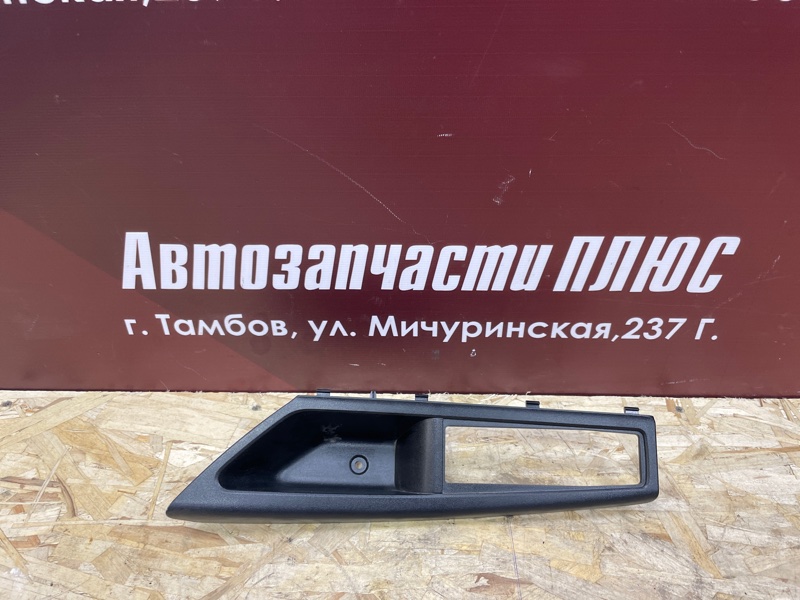 Автозапчасти ПЛЮС
г. Тамбов, ул. Мичуринская,237 Г.